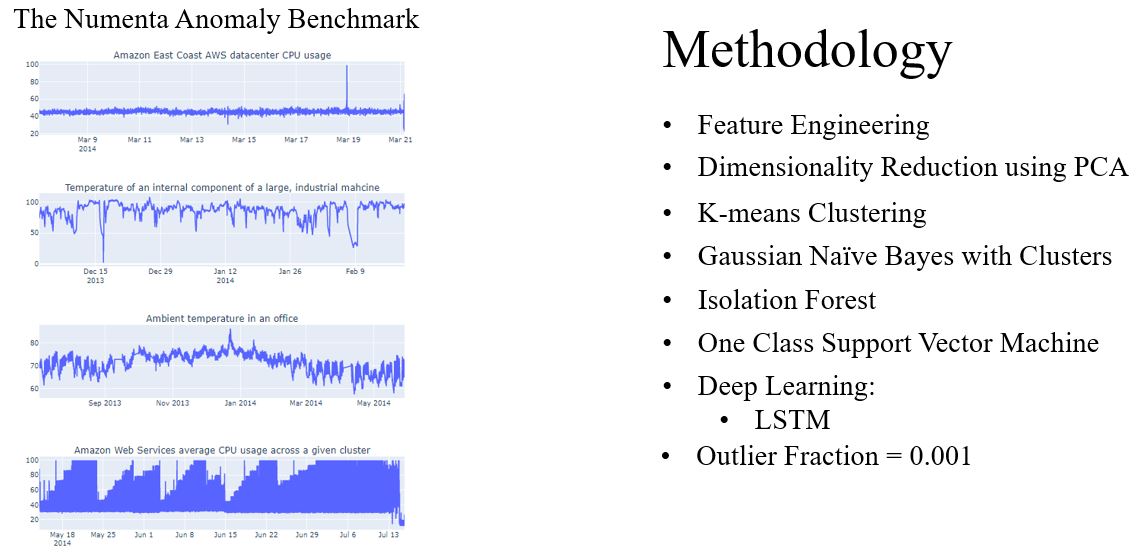 The Numenta Anomaly Benchmark
Amazon East Coast AWS datacenter CPU usage
100
80
60
40
20
Mar 9
2014
Mar 11
Mar 13
Mar 15
Mar 17
Mar 19
Mar 21
Temperature of an internal component of a large, industrial mahcine
100
50
0
Dec 15
2013
Dec 29
Jan 12
2014
Jan 26
Feb 9
Ambient temperature in an office
80
70
60
Sep 2013
Nov 2013
Jan 2014
Mar 2014
May 2014
Amazon Web Services average CPU usage across a given cluster
100
80
60
40
20
May 18
2014
May 25
Jun 1
Jun 8
Jun 15
Jun 22
Jun 29
Jul 6
Jul 13
Methodology
• Feature Engineering
• Dimensionality Reduction using PCA
• K-means Clustering
• Gaussian Naïve Bayes with Clusters
• Isolation Forest
• One Class Support Vector Machine
• Deep Learning:
• LSTM
• Outlier Fraction = 0.001